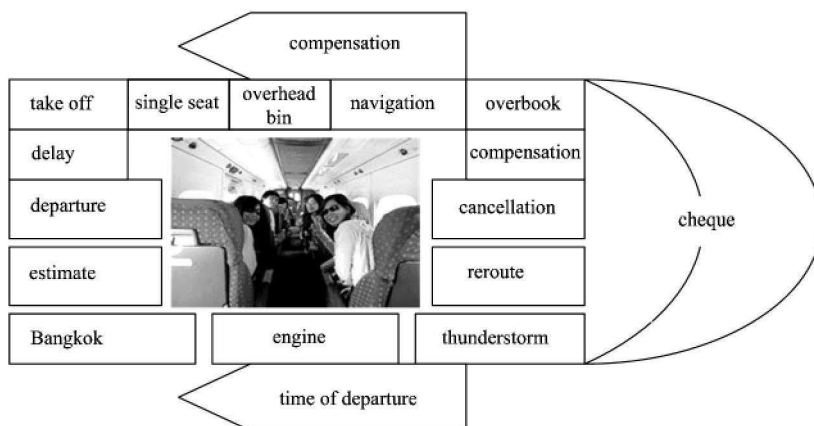 compensation
take off
single seat
overhead
bin
navigation
overbook
delay
compensation
departure
cancellation
cheque
estimate
reroute
Bangkok
engine
thunderstorm
time of departure